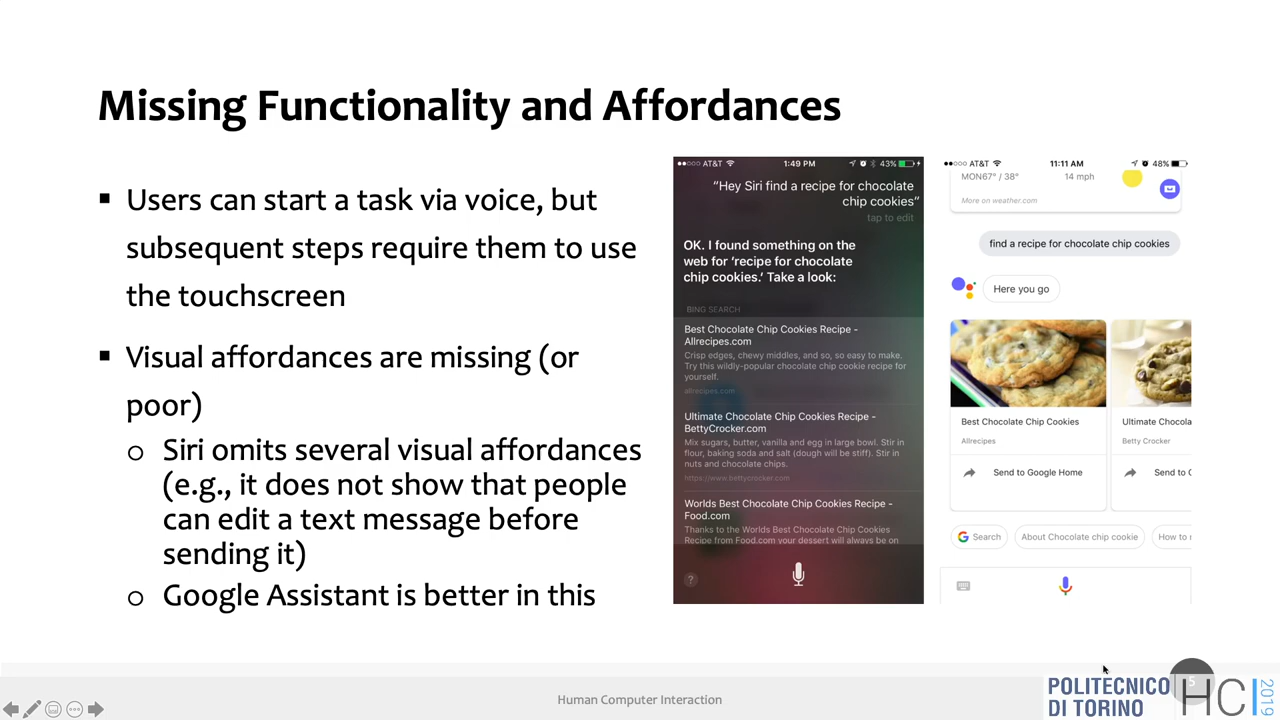 Missing Functionality and Affordances
Users can start a task via voice, but
subsequent steps require them to use
the touchscreen
Visual affordances are missing (or
poor)
Siri omits several visual affordances
(e.g., it does not show that people
can edit a text message before
sending it)
Google Assistant is better in this
AT&T 1:49 PM 43%
“Hey Siri find a recipe for chocolate
chip cookies”
tap to edit
OK. I found something on the
web for ‘recipe for chocolate
chip cookies.’ Take a look:
BING SEARCH
Best Chocolate Chip Cookies Recipe -
Allrecipes.com
Crisp edges, chewy middles, and so, so easy to make.
Try this wildly-popular chocolate chip cookie recipe for
yourself.
allrecipes.com
Ultimate Chocolate Chip Cookies Recipe -
BettyCrocker.com
Mix sugars, butter, vanilla and egg in large bowl. Stir in
flour, baking soda and salt (dough will be stiff). Stir in
nuts and chocolate chips.
https://www.bettycrocker.com
Worlds Best Chocolate Chip Cookies Recipe -
Food.com
Thanks to the Worlds Best Chocolate Chip Cookies
Recipe from Food.com your dessert will always be on
?
AT&T 11:11 AM 48%
MON67° / 38° 14 mph
More on weather.com
find a recipe for chocolate chip cookies
Here you go
Best Chocolate Chip Cookies
Allrecipes
Send to Google Home
Ultimate Chocola
Betty Crocker
Send to G
Search
About Chocolate chip cookie
How to r
Human Computer Interaction
POLITECNICO
DI TORINO
5
HCI
2019